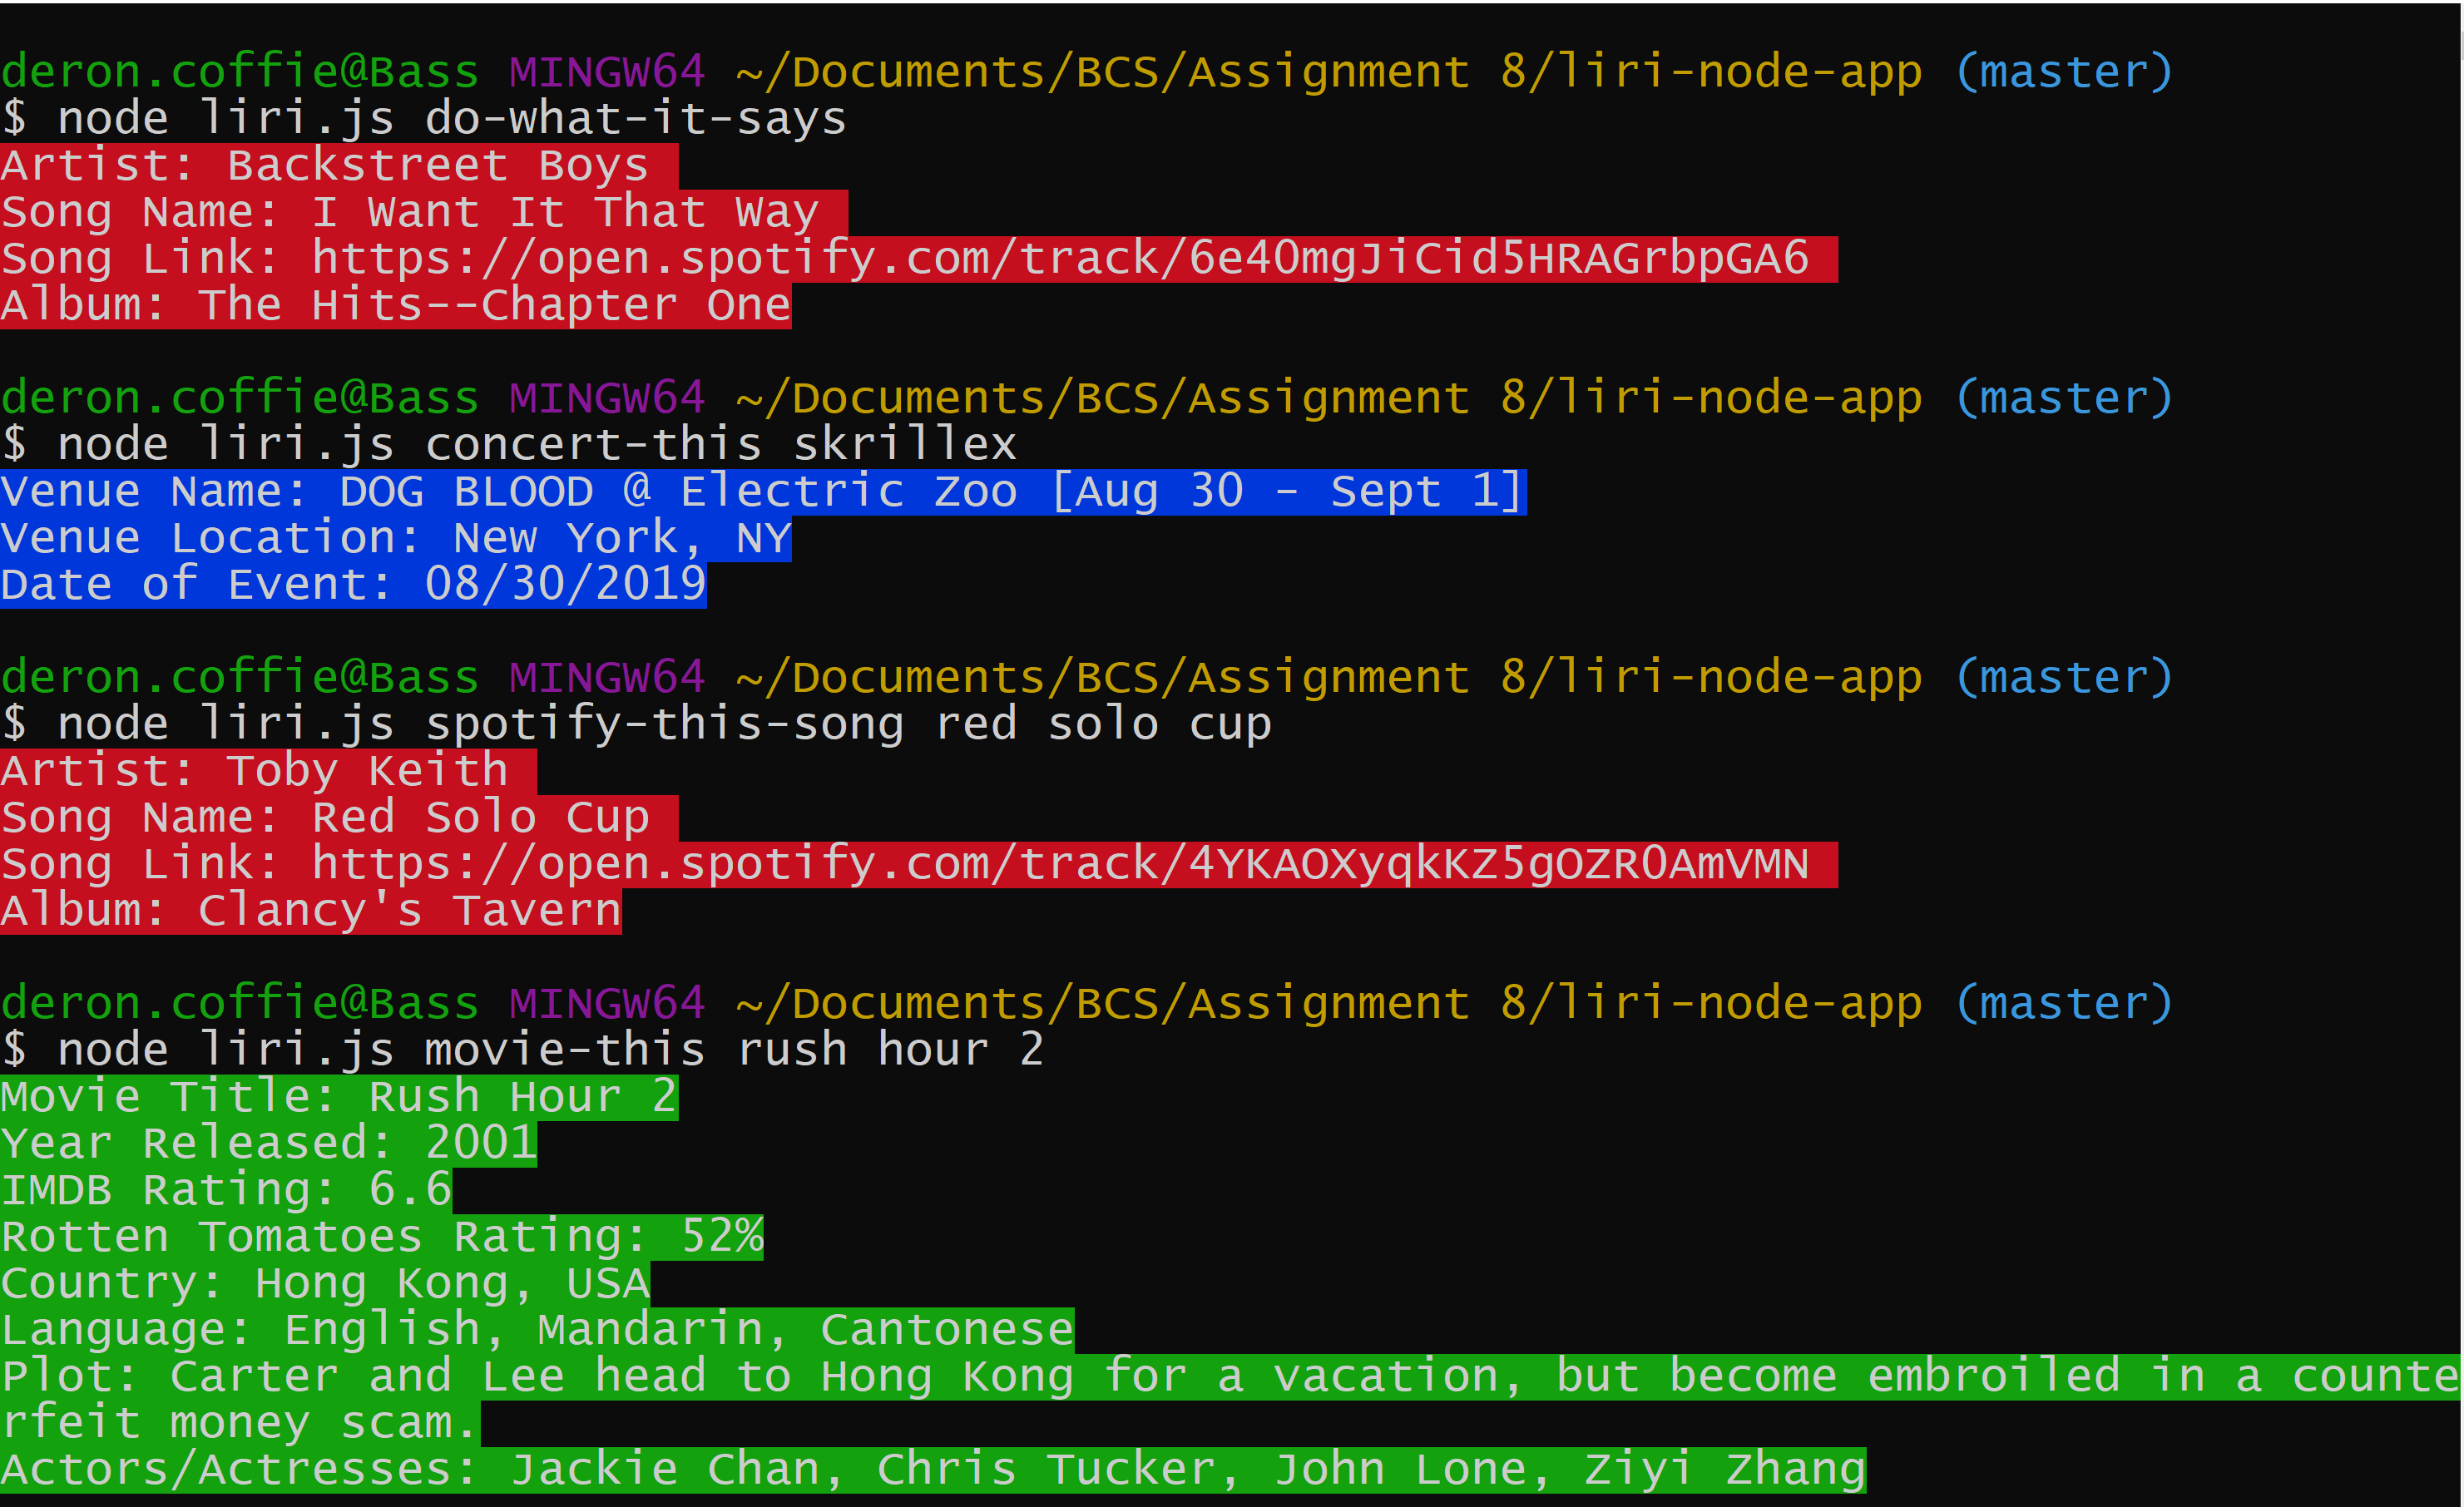 deron.coffie@Bass MINGW64 ~/Documents/BCS/Assignment 8/liri-node-app (master)
$ node liri.js do-what-it-says
Artist: Backstreet Boys
Song Name: I Want It That Way
Song Link: https://open.spotify.com/track/6e40mgJiCid5HRAGrbpGA6
Album: The Hits--Chapter One
deron.coffie@Bass MINGW64 ~/Documents/BCS/Assignment 8/liri-node-app (master)
$ node liri.js concert-this skrillex
Venue Name: DOG BLOOD @ Electric Zoo [Aug 30 - Sept 1]
Venue Location: New York, NY
Date of Event: 08/30/2019
deron.coffie@Bass MINGW64 ~/Documents/BCS/Assignment 8/liri-node-app (master)
$ node liri.js spotify-this-song red solo cup
Artist: Toby Keith
Song Name: Red Solo Cup
Song Link: https://open.spotify.com/track/4YKAOXyqkKZ5gOZR0AmVMN
Album: Clancy's Tavern
deron.coffie@Bass MINGW64 ~/Documents/BCS/Assignment 8/liri-node-app (master)
$ node liri.js movie-this rush hour 2
Movie Title: Rush Hour 2
Year Released: 2001
IMDB Rating: 6.6
Rotten Tomatoes Rating: 52%
Country: Hong Kong, USA
Language: English, Mandarin, Cantonese
Plot: Carter and Lee head to Hong Kong for a vacation, but become embroiled in a counte
rfeit money scam.
Actors/Actresses: Jackie Chan, Chris Tucker, John Lone, Ziyi Zhang